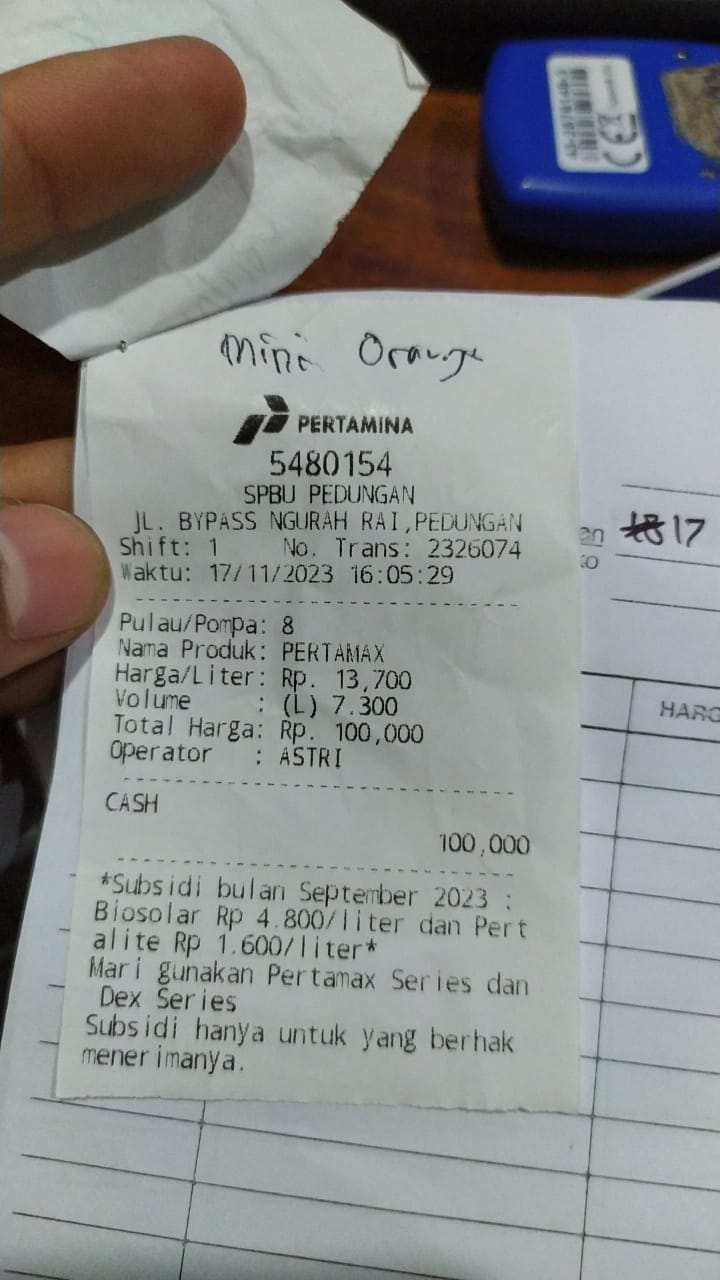 Mini Orange
PERTAMINA
5480154
SPBU PEDUNGAN
JL. BYPASS NGURAH RAI,PEDUNGAN
Shift: 1 No. Trans: 2326074
Waktu: 17/11/2023 16:05:29
Pulau/Pompa: 8
Nama Produk: PERTAMAX
Harga/Liter: Rp. 13,700
Volume : (L) 7.300
Total Harga: Rp. 100,000
Operator : ASTRI
CASH
100,000
*Subsidi bulan September 2023 :
Biosolar Rp 4.800/liter dan Pert
alite Rp 1.600/liter*
Mari gunakan Pertamax Series dan
Dex Series
Subsidi hanya untuk yang berhak
menerimanya.
17
CE